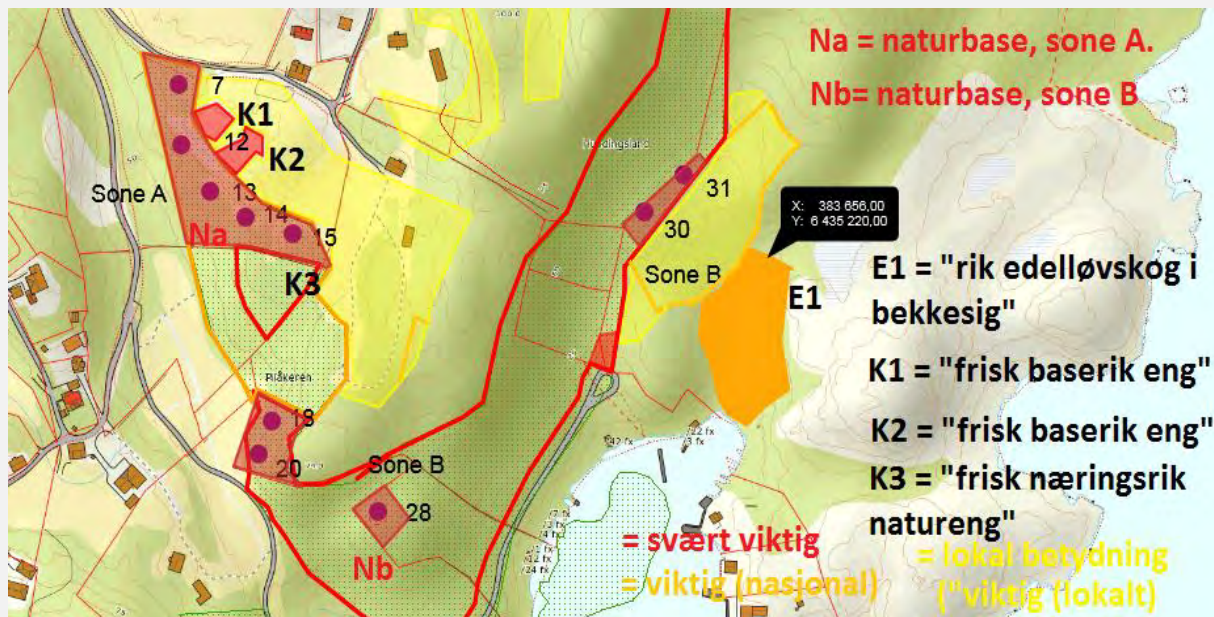 Na = naturbase, sone A.
Nb= naturbase, sone B
100.0
7
K1
12
K2
Sone A
13
14
15
Na
K3
31
30
Sone B
X: 383 656,00
Y: 6 435 220,00
E1
E1 = "rik edelløvskog i
bekkesig"
K1 = "frisk baserik eng"
K2 = "frisk baserik eng"
K3 = "frisk næringsrik
natureng"
18
20
Sone B
28
Nb
= svært viktig
= viktig (nasjonal)
= lokal betydning
("viktig (lokalt)